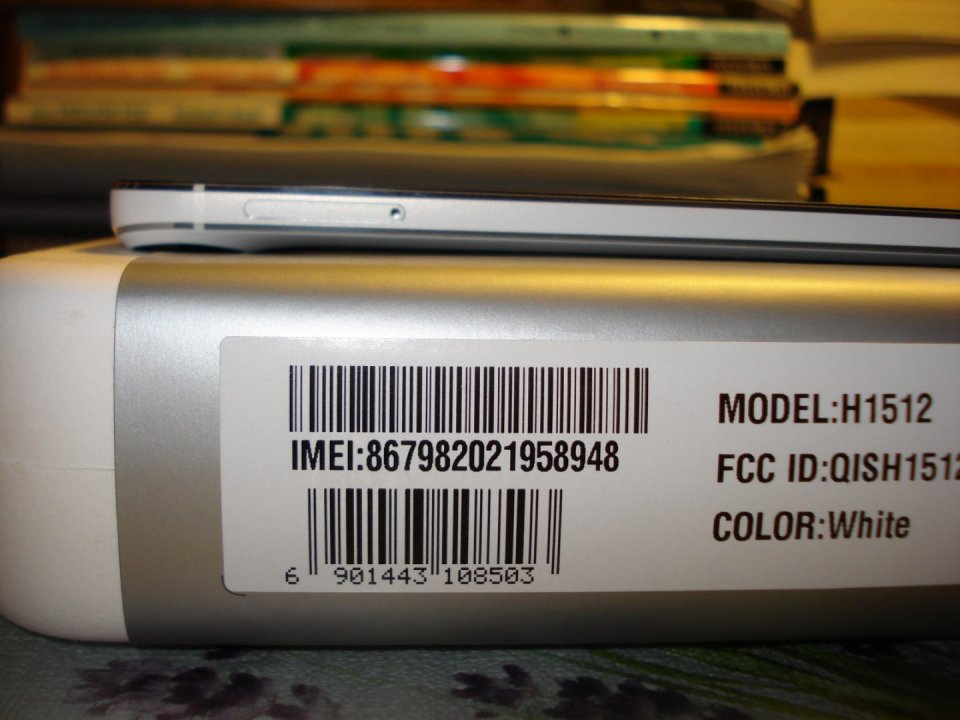 IMEI:867982021958948
6 901443 108503
MODEL:H1512
FCC ID:QISH1512
COLOR:White